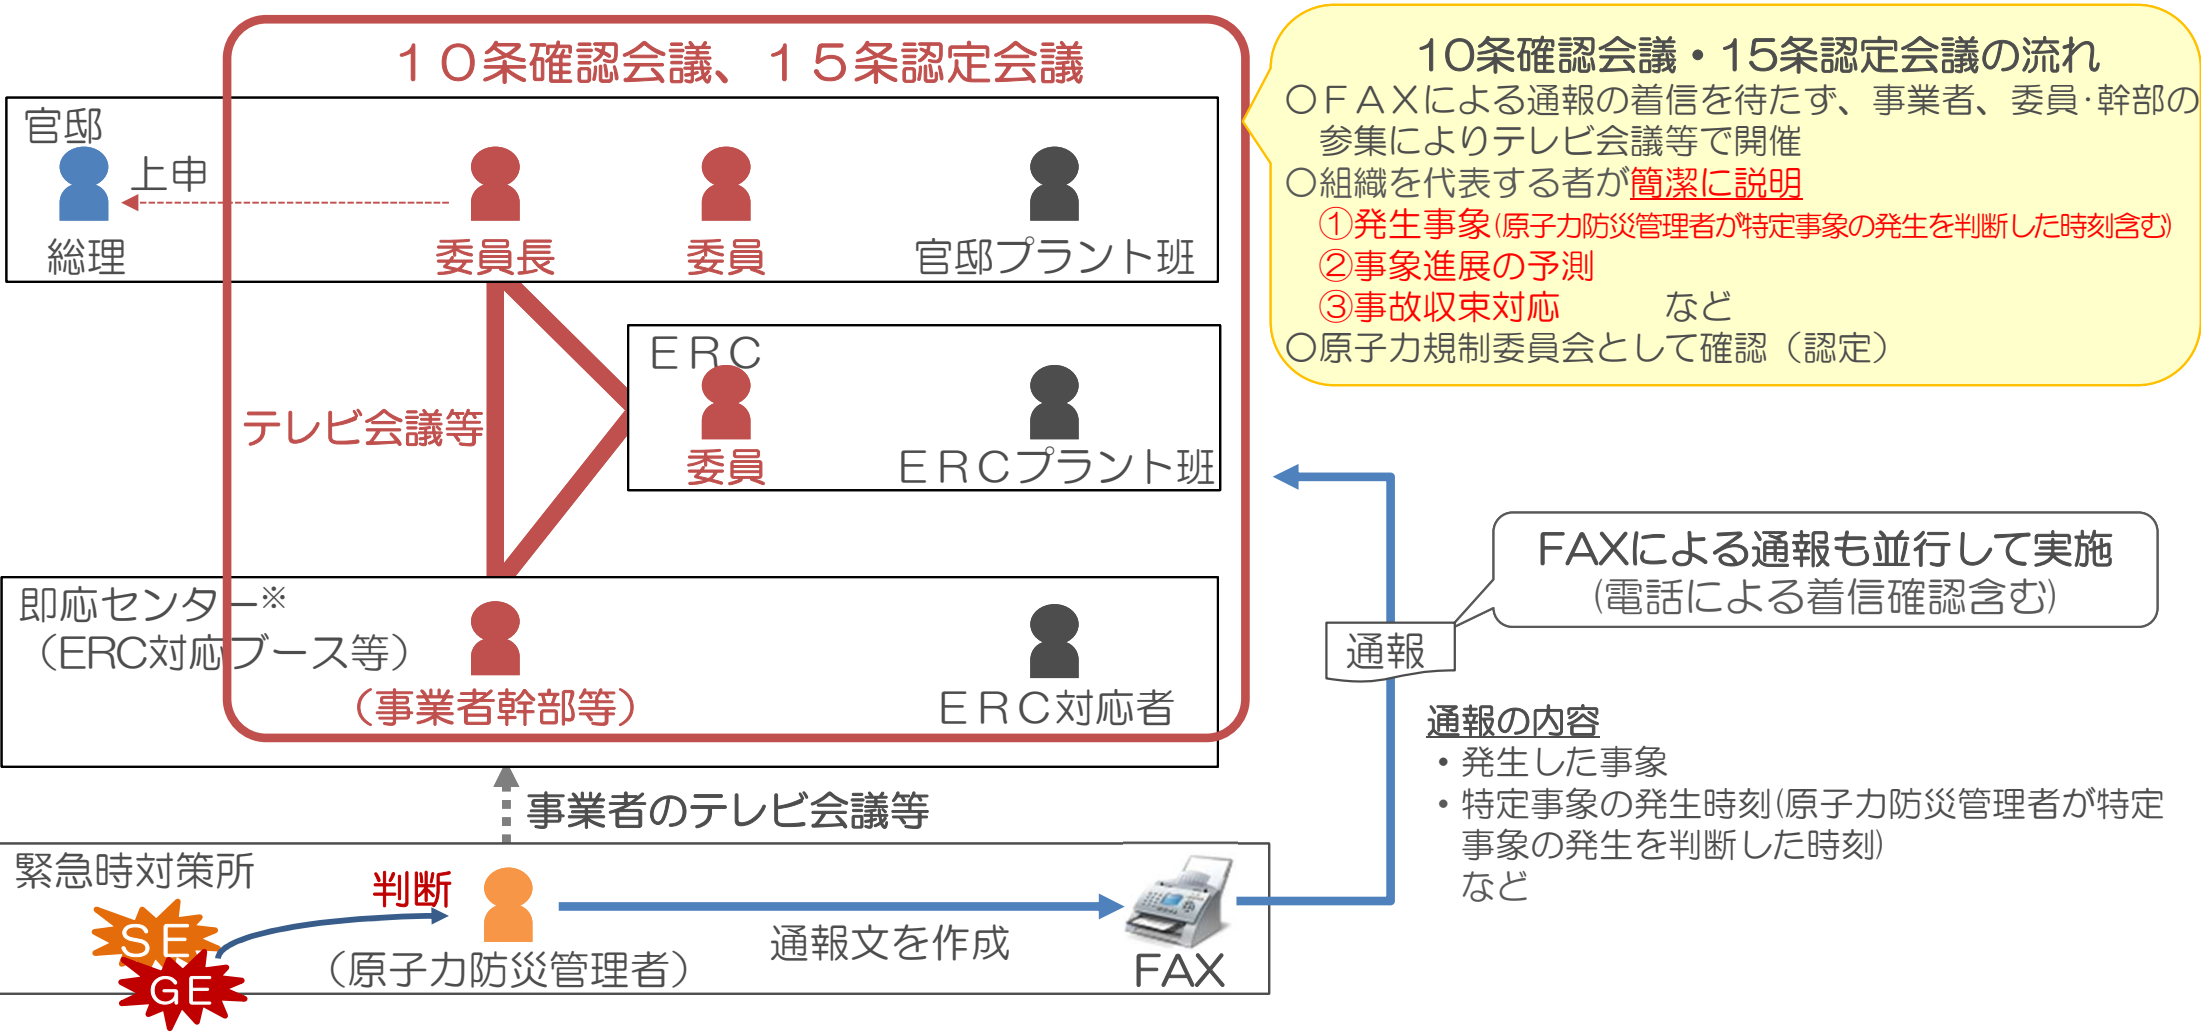 １０条確認会議、１５条認定会議
官邸
上申
総理
委員長
委員
官邸プラント班
ＥＲＣ
委員
ＥＲＣプラント班
テレビ会議等
即応センター※
（ERC対応ブース等）
（事業者幹部等）
ＥＲＣ対応者
事業者のテレビ会議等
緊急時対策所
SE
GE
判断
（原子力防災管理者）
通報文を作成
FAX
10条確認会議・15条認定会議の流れ
〇ＦＡＸによる通報の着信を待たず、事業者、委員･幹部の
参集によりテレビ会議等で開催
〇組織を代表する者が簡潔に説明
①発生事象(原子力防災管理者が特定事象の発生を判断した時刻含む)
②事象進展の予測
③事故収束対応　　など
〇原子力規制委員会として確認（認定）
FAXによる通報も並行して実施
(電話による着信確認含む)
通報
通報の内容
・発生した事象
・特定事象の発生時刻(原子力防災管理者が特定
事象の発生を判断した時刻)
など